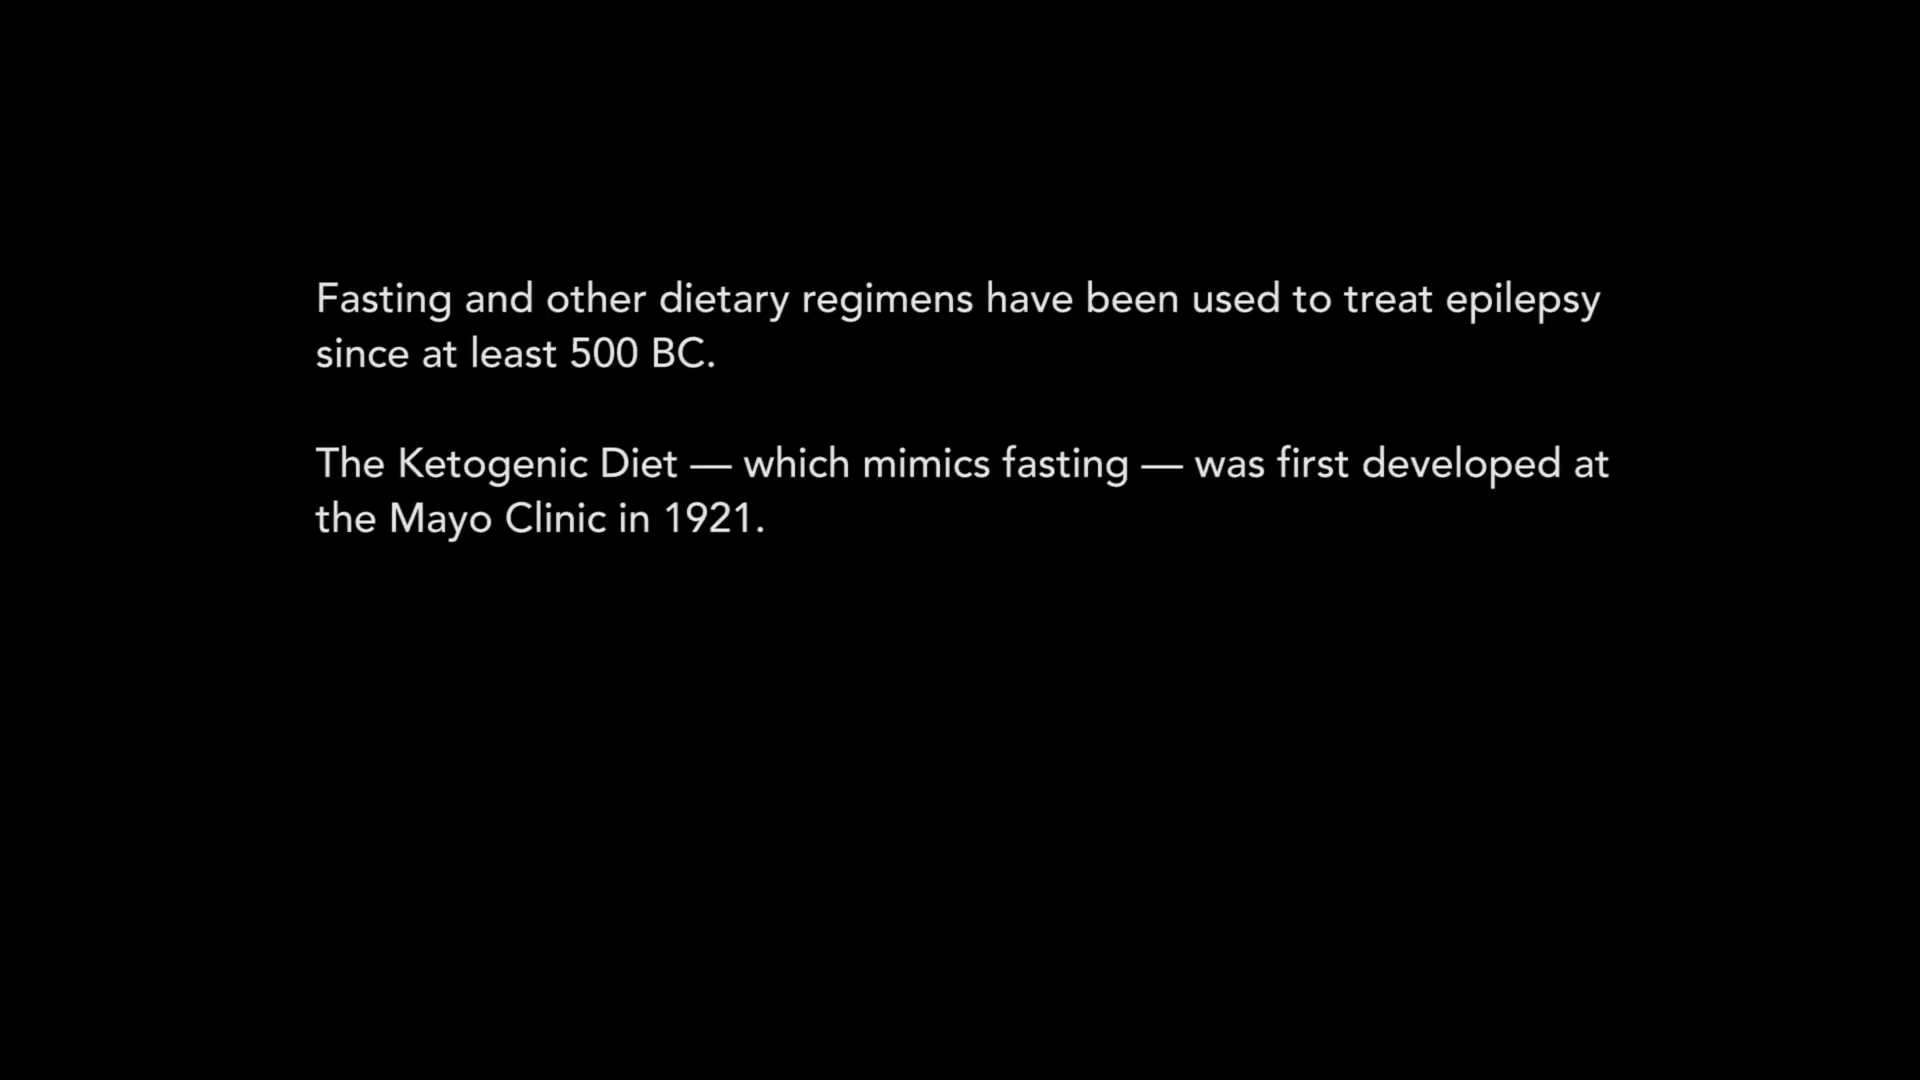 Fasting and other dietary regimens have been used to treat epilepsy
since at least 500 BC.
The Ketogenic Diet — which mimics fasting — was first developed at
the Mayo Clinic in 1921.